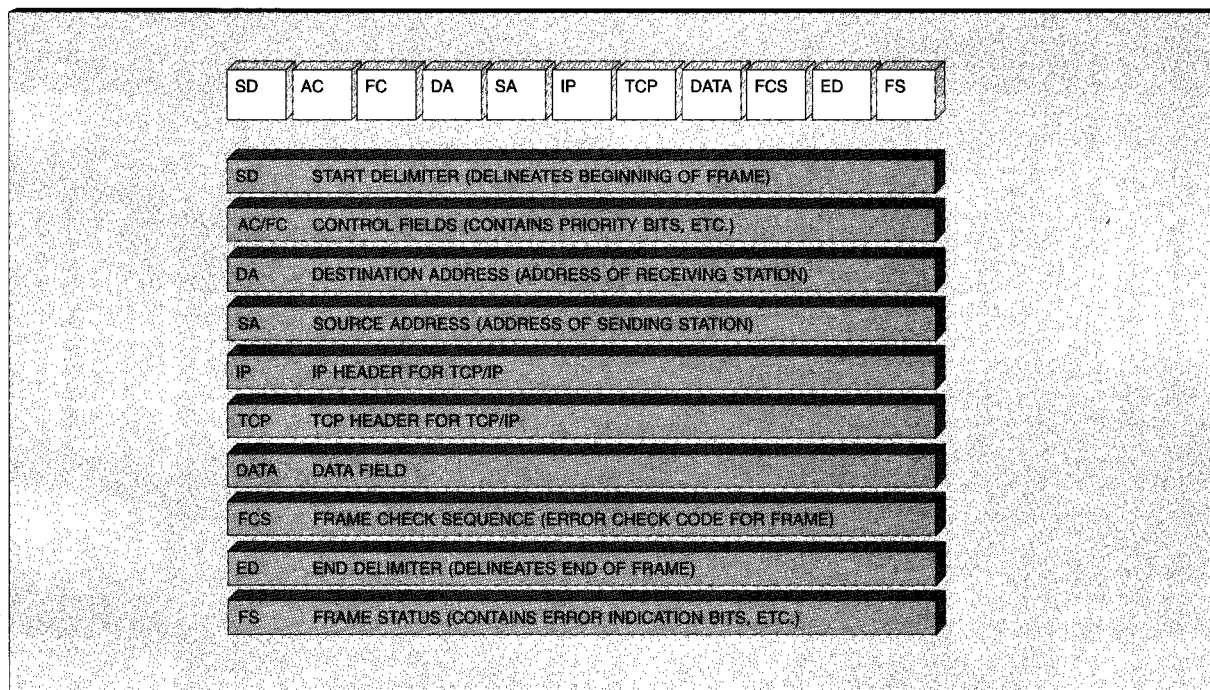 SD AC FC DA SA IP TCP DATA FCS ED FS
SD START DELIMITER (DELINEATES BEGINNING OF FRAME)
AC/FC CONTROL FIELDS (CONTAINS PRIORITY BITS, ETC.)
DA DESTINATION ADDRESS (ADDRESS OF RECEIVING STATION)
SA SOURCE ADDRESS (ADDRESS OF SENDING STATION)
IP IP HEADER FOR TCP/IP
TCP TCP HEADER FOR TCP/IP
DATA DATA FIELD
FCS FRAME CHECK SEQUENCE (ERROR CHECK CODE FOR FRAME)
ED END DELIMITER (DELINEATES END OF FRAME)
FS FRAME STATUS (CONTAINS ERROR INDICATION BITS, ETC.)